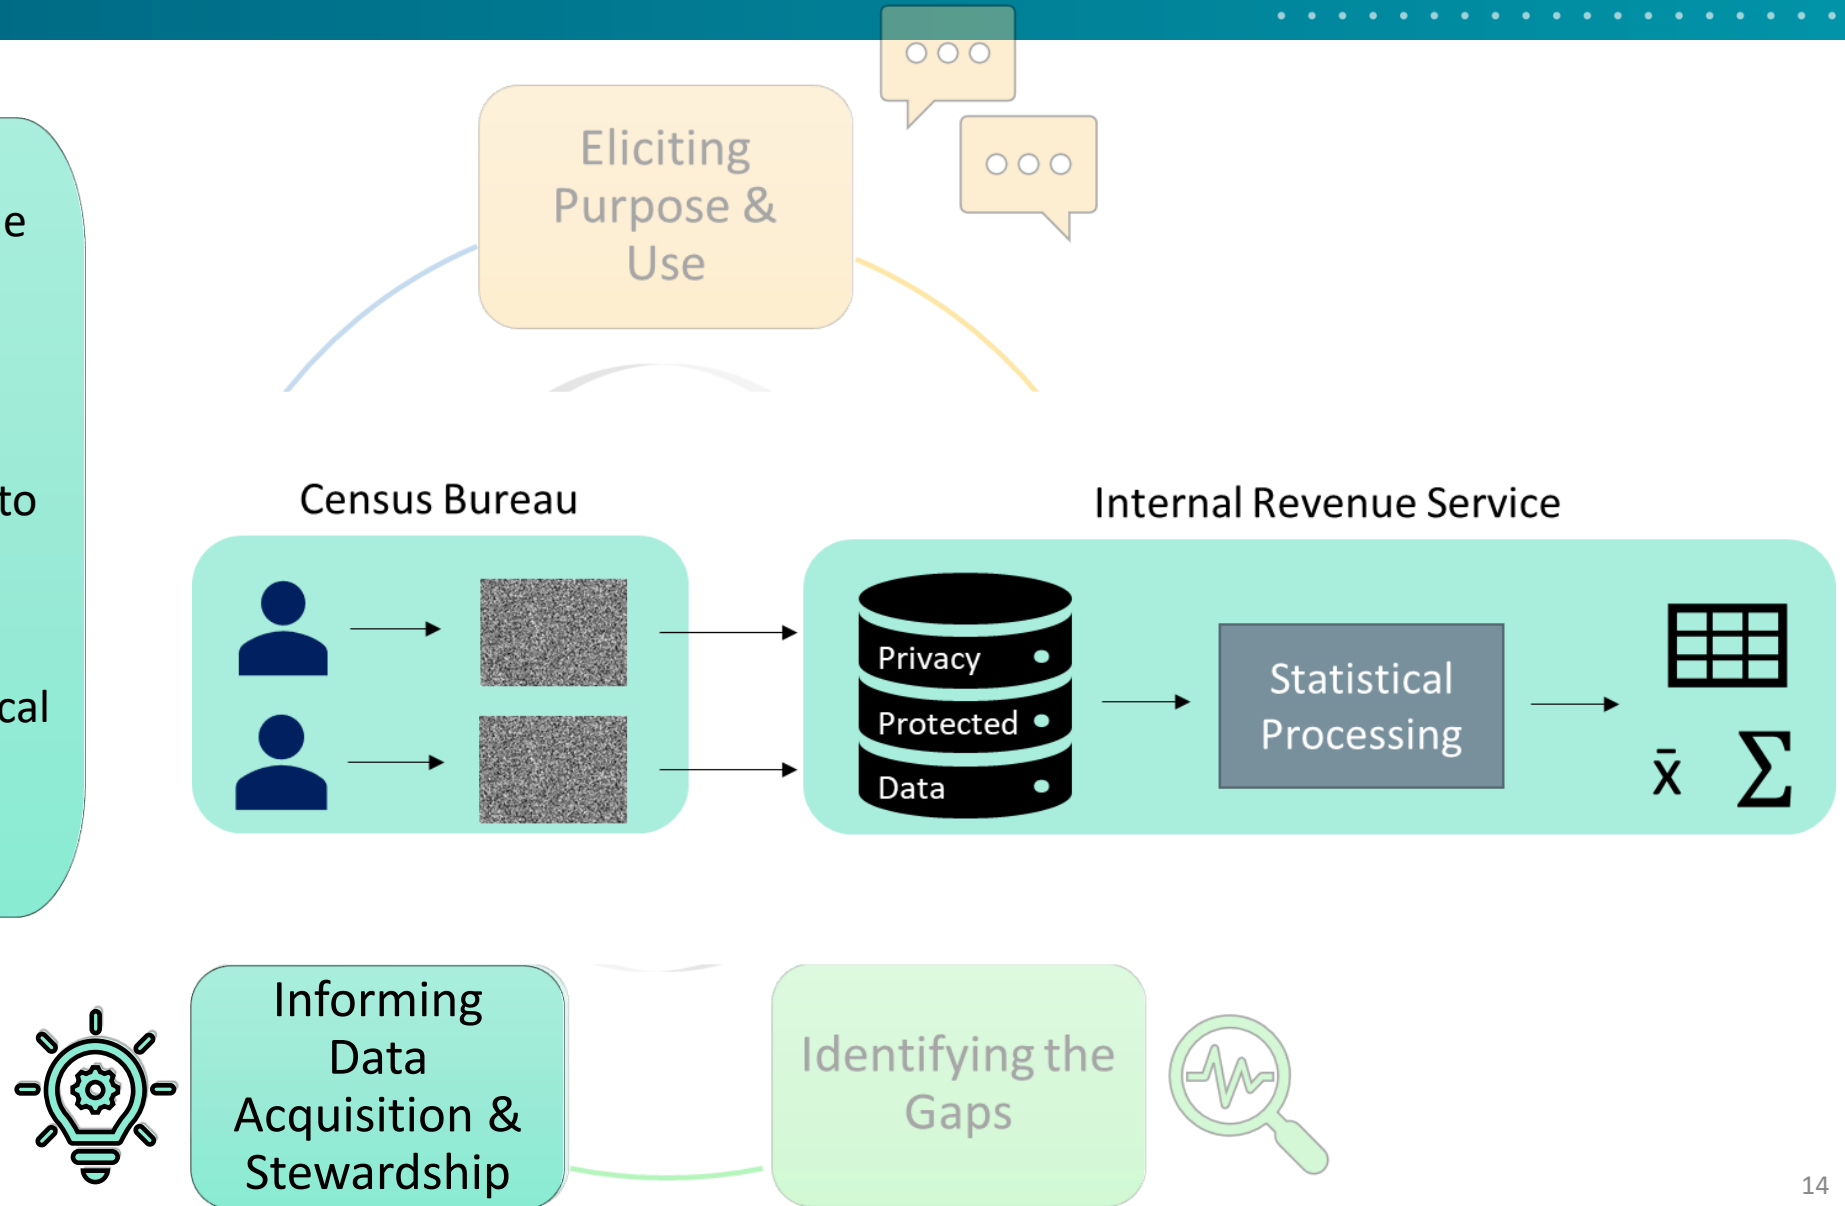 Eliciting
Purpose &
Use
e
to
cal
Census Bureau
Internal Revenue Service
Privacy
Protected
Data
Statistical
Processing
x̄ Σ
Informing
Data
Acquisition &
Stewardship
Identifying the
Gaps
14